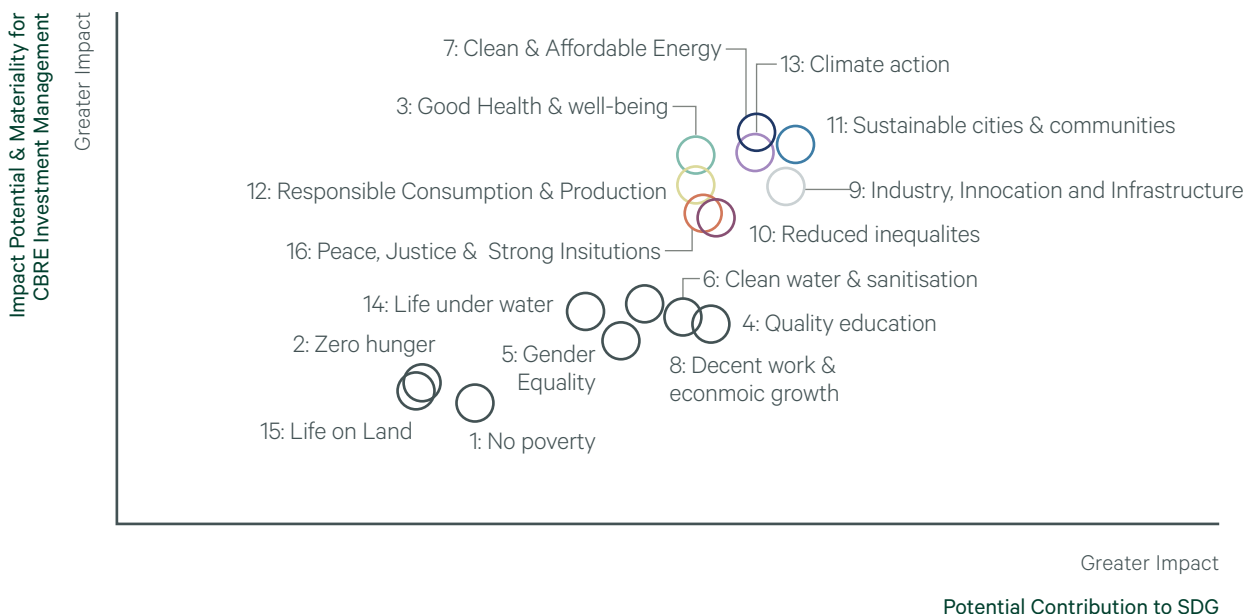 Impact Potential & Materiality for
CBRE Investment Management
Greater Impact
7: Clean & Affordable Energy
13: Climate action
3: Good Health & well-being
11: Sustainable cities & communities
12: Responsible Consumption & Production
9: Industry, Innocation and Infrastructure
10: Reduced inequalites
16: Peace, Justice &  Strong Insitutions
6: Clean water & sanitisation
14: Life under water
4: Quality education
2: Zero hunger
5: Gender
Equality
8: Decent work &
econmoic growth
15: Life on Land
1: No poverty
Greater Impact
Potential Contribution to SDG